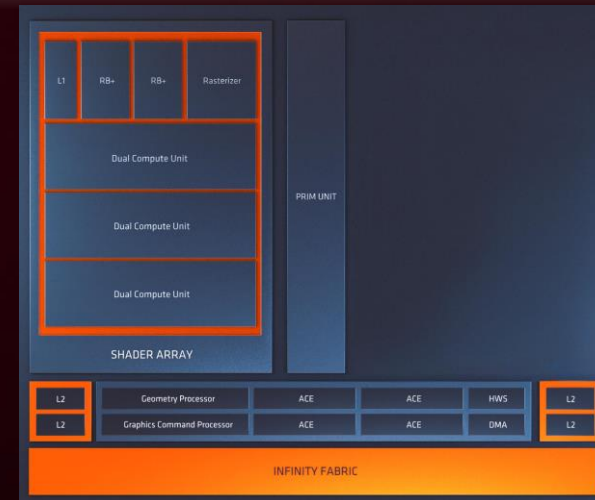 L1 RB+ RB+ Rasterizer
Dual Compute Unit
Dual Compute Unit
Dual Compute Unit
SHADER ARRAY
PRIM UNIT
L2 Geometry Processor ACE ACE HWS L2
L2 Graphics Command Processor ACE ACE DMA L2
INFINITY FABRIC